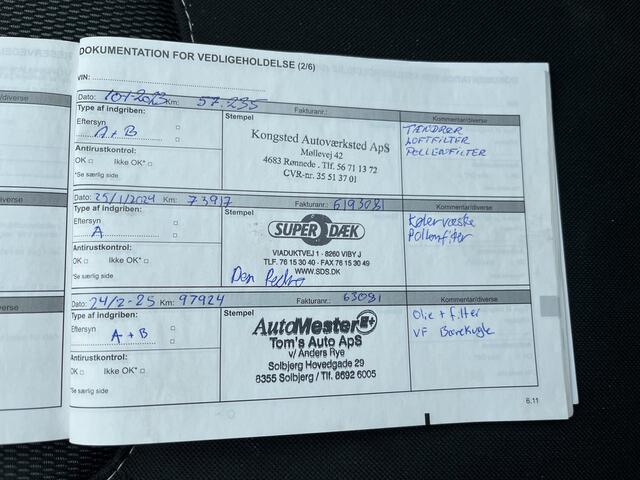 DOKUMENTATION FOR VEDLIGEHOLDELSE (2/6)
VIN:
Dato: 10-1-2023 Km: 57.235 Fakturanr.:
Type af indgriben: Stempel Kommentar/diverse
Eftersyn
A + B
Antirustkontrol:
OK Ikke OK*
*Se særlig side
Kongsted Autoværksted ApS
Møllevej 42
4683 Rønnede . Tlf. 56 71 13 72
CVR-nr. 35 51 37 01
TÆNDRØR
LUFTFILTER
POLLENFILTER
Dato: 25/1/2024 Km: 73917 Fakturanr.: 6193081
Type af indgriben: Stempel Kommentar/diverse
Eftersyn
A
Antirustkontrol:
OK Ikke OK*
*Se særlig side
SUPER DÆK
VIADUKTVEJ 1 - 8260 VIBY J
TLF. 76 15 30 40 - FAX 76 15 30 49
WWW.SDS.DK
Den Pedro
Kølervæske
Pollenfilter
Dato: 24/2-25 Km: 97924 Fakturanr.: 63081
Type af indgriben: Stempel Kommentar/diverse
Eftersyn
A + B
Antirustkontrol:
OK Ikke OK*
*Se særlig side
AutoMester
Tom's Auto ApS
v/ Anders Rye
Solbjerg Hovedgade 29
8355 Solbjerg / Tlf. 8692 6005
Olie + filter
VF Bærekugle
6.11